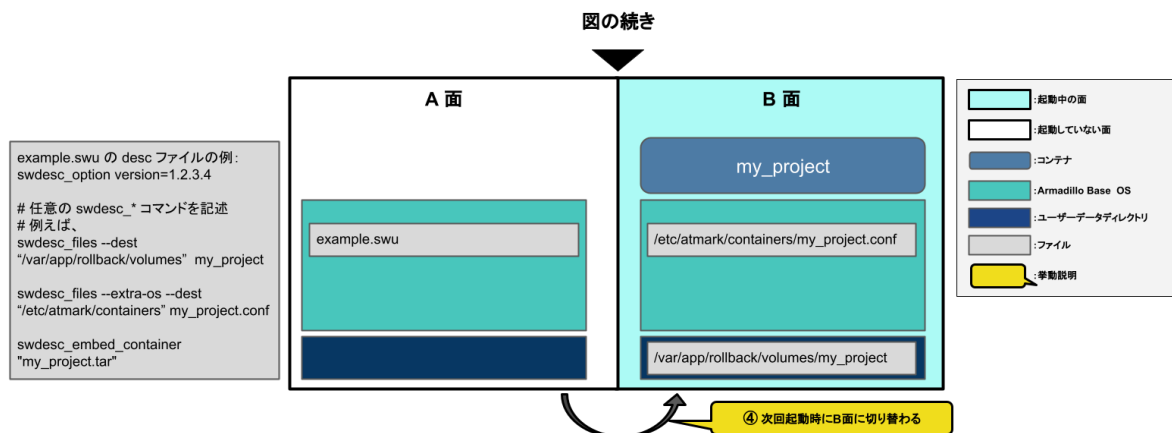 図の続き
A 面
B 面
example.swu の desc ファイルの例:
swdesc_option version=1.2.3.4
# 任意の swdesc_* コマンドを記述
# 例えば、
swdesc_files --dest
“/var/app/rollback/volumes” my_project
swdesc_files --extra-os --dest
“/etc/atmark/containers” my_project.conf
swdesc_embed_container
"my_project.tar"
example.swu
my_project
/etc/atmark/containers/my_project.conf
/var/app/rollback/volumes/my_project
④ 次回起動時にB面に切り替わる
:起動中の面
:起動していない面
:コンテナ
:Armadillo Base OS
:ユーザーデータディレクトリ
:ファイル
:挙動説明